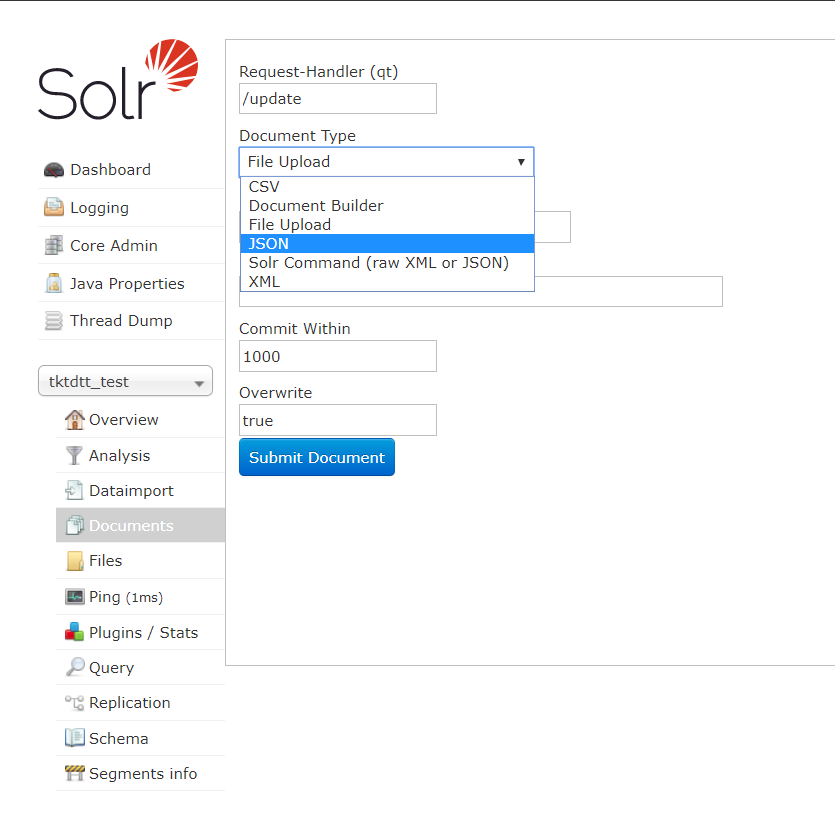 Solr
Dashboard
Logging
Core Admin
Java Properties
Thread Dump
tktdtt_test
Overview
Analysis
Dataimport
Documents
Files
Ping (1ms)
Plugins / Stats
Query
Replication
Schema
Segments info
Request-Handler (qt)
/update
Document Type
File Upload
CSV
Document Builder
File Upload
JSON
Solr Command (raw XML or JSON)
XML
Commit Within
1000
Overwrite
true
Submit Document